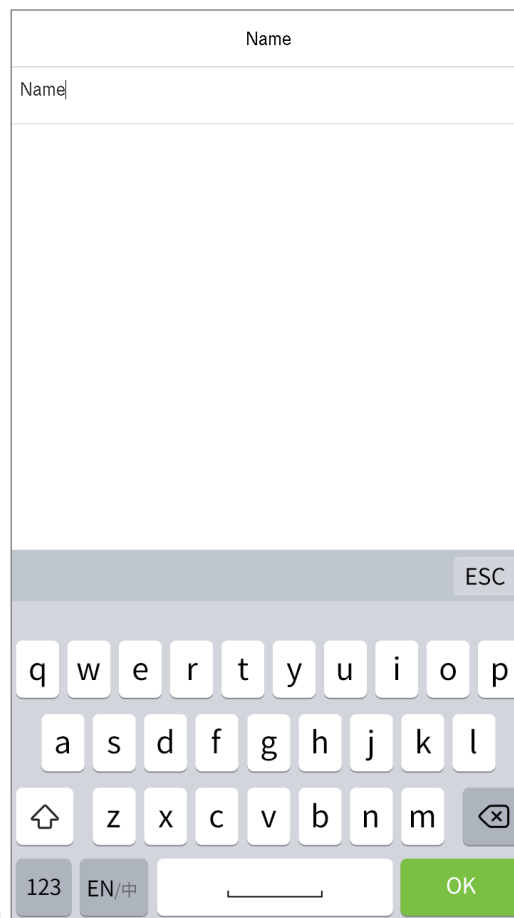 Name
Name
ESC
q w e r t y u i o p
a s d f g h j k l
z x c v b n m
123 EN/中 OK